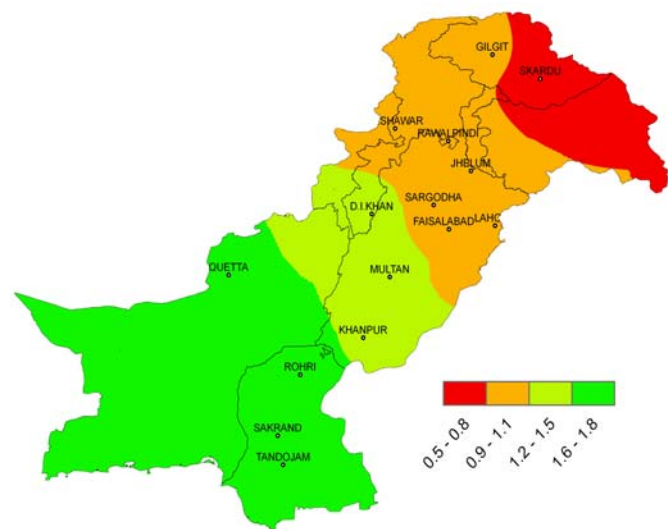 GILGIT
SKARDU
SHAWAR
RAWALPINDI
JHELUM
SARGODHA
D.I.KHAN
FAISALABAD
LAHC
QUETTA
MULTAN
KHANPUR
ROHRI
SAKRAND
TANDOJAM
0.5 - 0.8
0.9 - 1.1
1.2 - 1.5
1.6 - 1.8